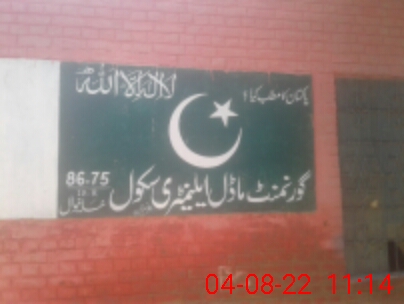 پاکستان کا مطلب کیا؟
لا الہ الا اللہ
گورنمنٹ ماڈل ایلیمنٹری سکول
86-75
04-08-22 11:14